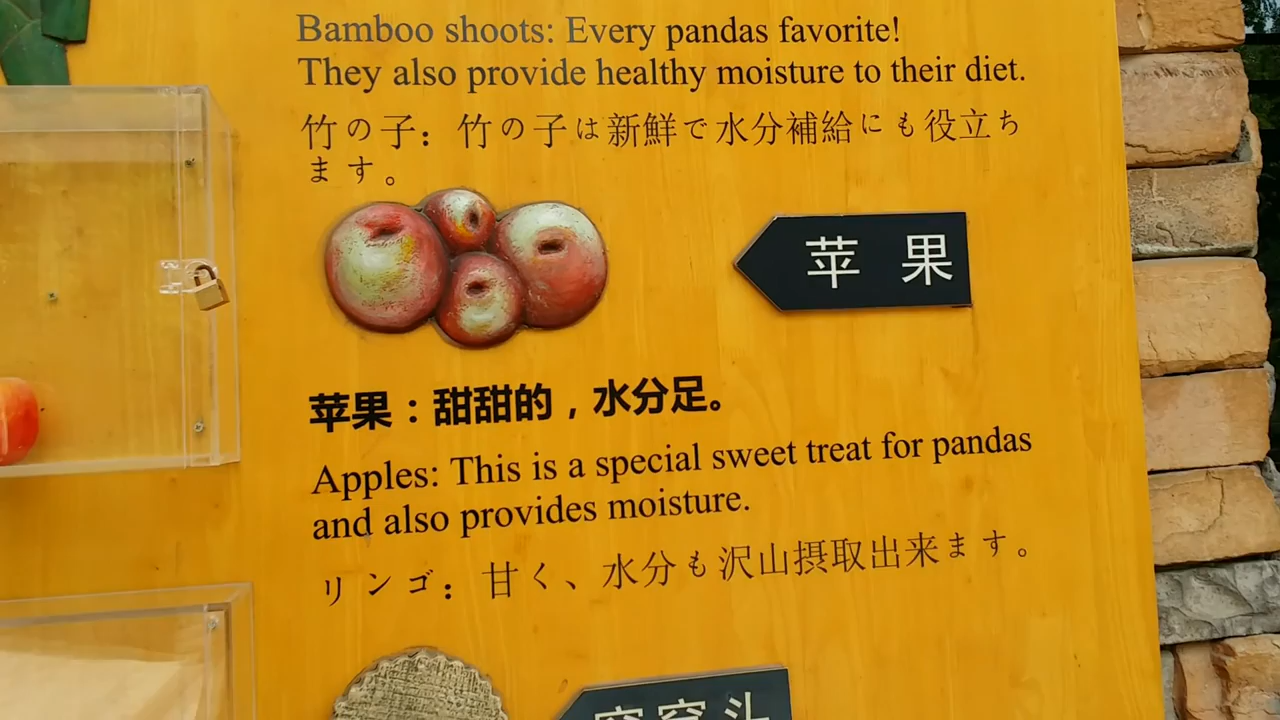 Bamboo shoots: Every pandas favorite!
They also provide healthy moisture to their diet.
竹の子：竹の子は新鮮で水分補給にも役立ち
ます。
苹果
苹果：甜甜的，水分足。
Apples: This is a special sweet treat for pandas
and also provides moisture.
リンゴ：甘く、水分も沢山摂取出来ます。
窝窝头